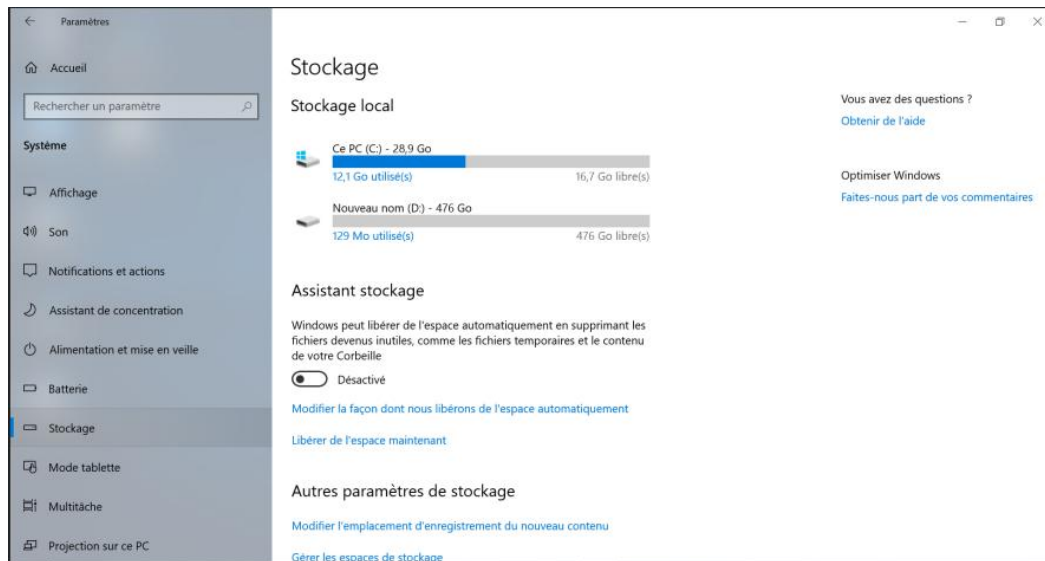 Paramètres
Accueil
Rechercher un paramètre
Système
Affichage
Son
Notifications et actions
Assistant de concentration
Alimentation et mise en veille
Batterie
Stockage
Mode tablette
Multitâche
Projection sur ce PC
Stockage
Stockage local
Ce PC (C:) - 28,9 Go
12,1 Go utilisé(s) 16,7 Go libre(s)
Nouveau nom (D:) - 476 Go
129 Mo utilisé(s) 476 Go libre(s)
Assistant stockage
Windows peut libérer de l'espace automatiquement en supprimant les
fichiers devenus inutiles, comme les fichiers temporaires et le contenu
de votre Corbeille
Désactivé
Modifier la façon dont nous libérons de l'espace automatiquement
Libérer de l'espace maintenant
Autres paramètres de stockage
Modifier l'emplacement d'enregistrement du nouveau contenu
Gérer les espaces de stockage
Vous avez des questions ?
Obtenir de l'aide
Optimiser Windows
Faites-nous part de vos commentaires